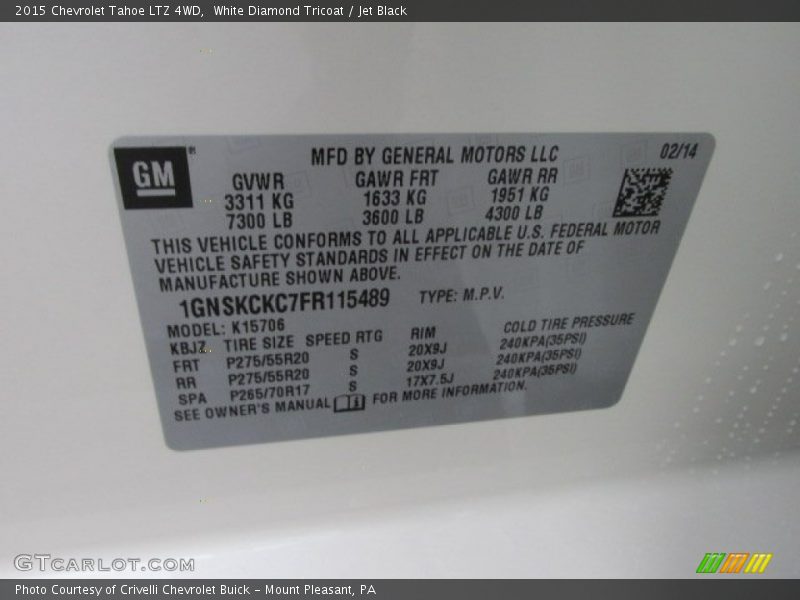 2015 Chevrolet Tahoe LTZ 4WD,  White Diamond Tricoat / Jet Black
GM
MFD BY GENERAL MOTORS LLC 02/14
GVWR GAWR FRT GAWR RR
3311 KG 1633 KG 1951 KG
7300 LB 3600 LB 4300 LB
THIS VEHICLE CONFORMS TO ALL APPLICABLE U.S. FEDERAL MOTOR
VEHICLE SAFETY STANDARDS IN EFFECT ON THE DATE OF
MANUFACTURE SHOWN ABOVE.
1GNSKCKC7FR115489 TYPE: M.P.V.
MODEL: K15706
KBJZ TIRE SIZE SPEED RTG RIM COLD TIRE PRESSURE
FRT P275/55R20 S 20X9J 240KPA(35PSI)
RR P275/55R20 S 20X9J 240KPA(35PSI)
SPA P265/70R17 S 17X7.5J 240KPA(35PSI)
SEE OWNER'S MANUAL FOR MORE INFORMATION.
GTCARLOT.COM
Photo Courtesy of Crivelli Chevrolet Buick - Mount Pleasant, PA